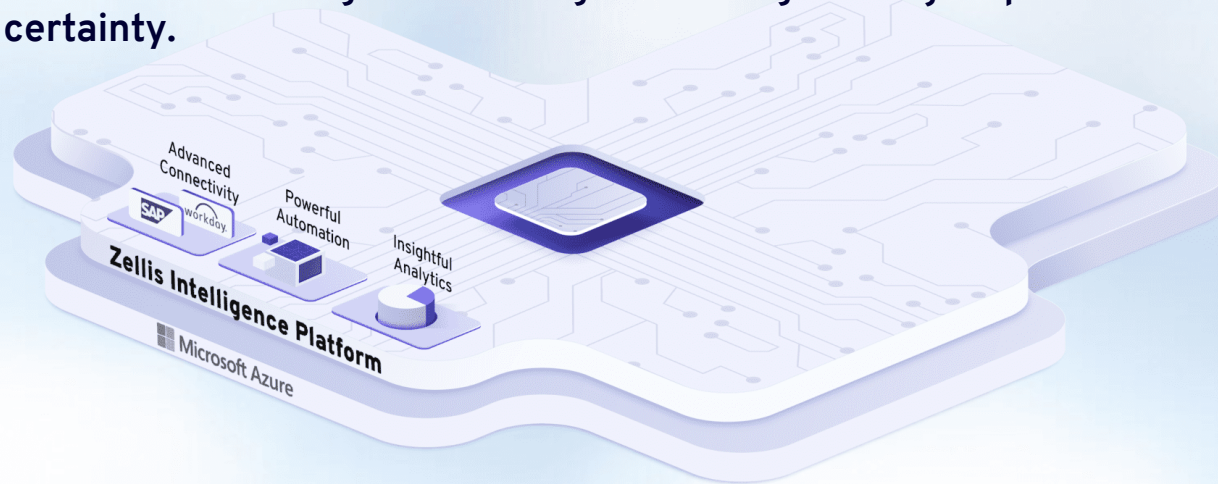 certainty.
Advanced
Connectivity
SAP
workday.
Powerful
Automation
Insightful
Analytics
Zellis Intelligence Platform
Microsoft Azure